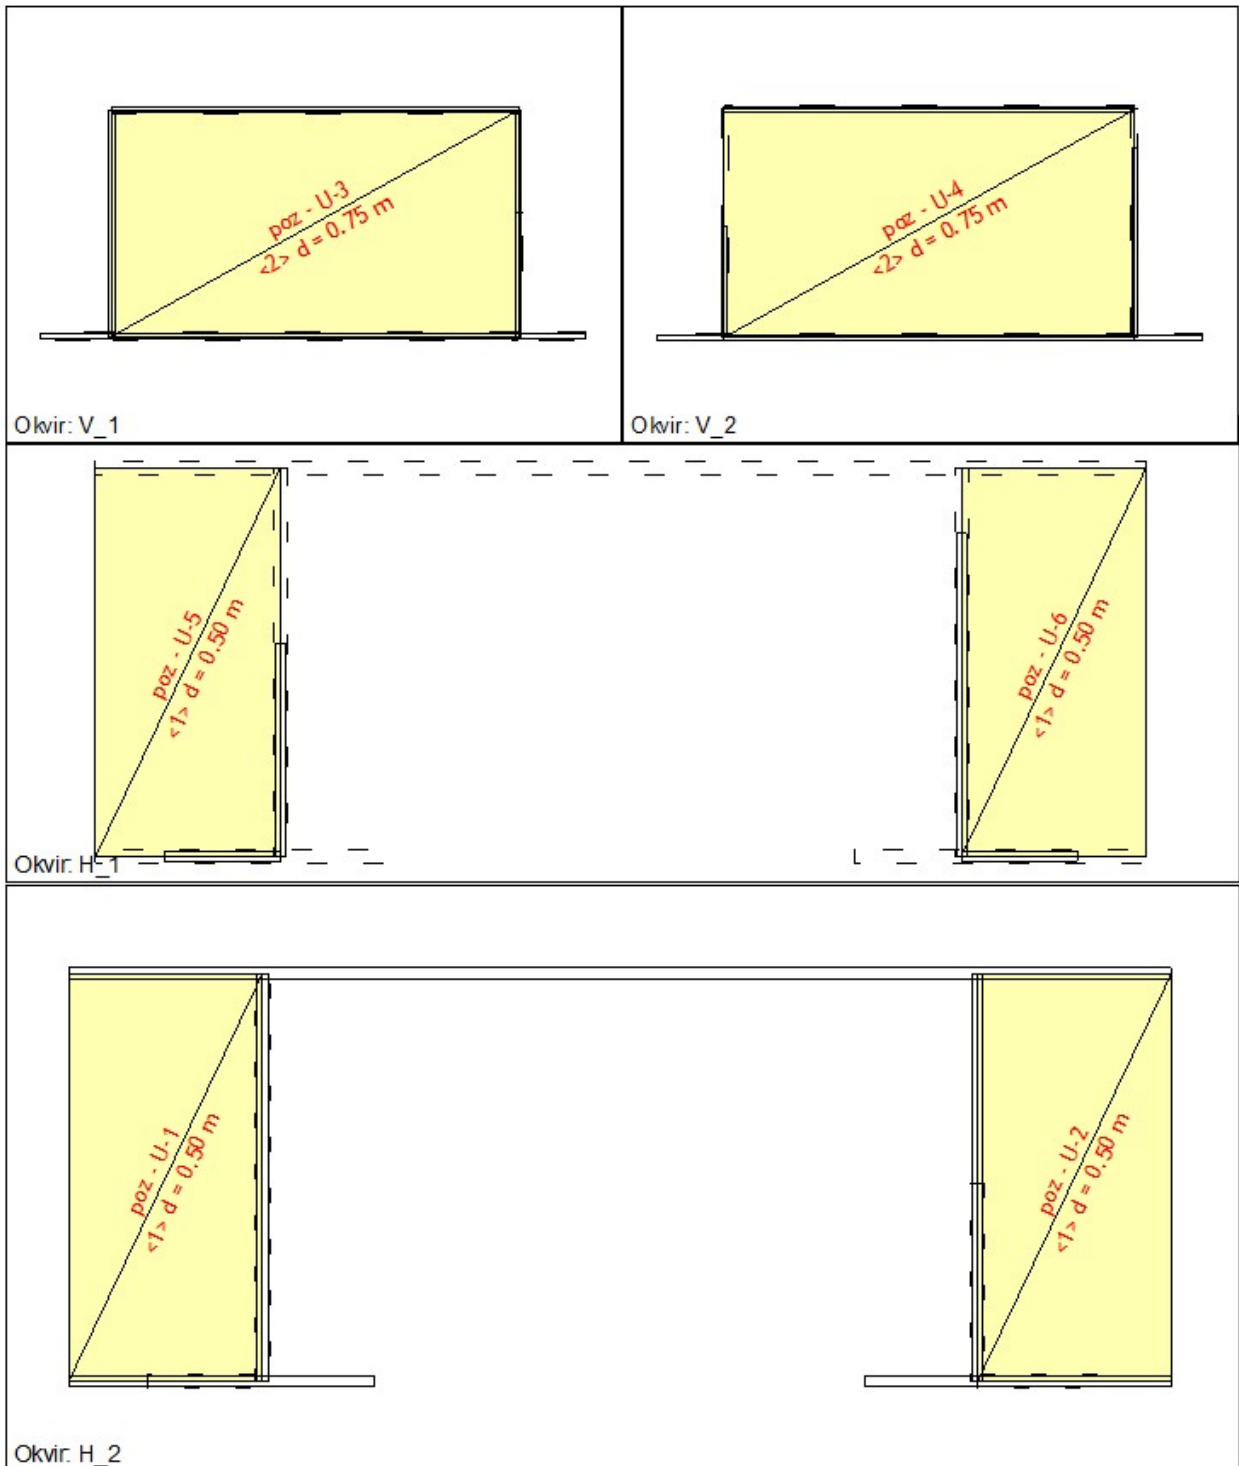 poz - U-3
<2> d = 0.75 m
Okvir: V_1
poz - U-4
<2> d = 0.75 m
Okvir: V_2
poz - U-5
<1> d = 0.50 m
poz - U-6
<1> d = 0.50 m
Okvir: H_1
poz - U-1
<1> d = 0.50 m
poz - U-2
<1> d = 0.50 m
Okvir: H_2